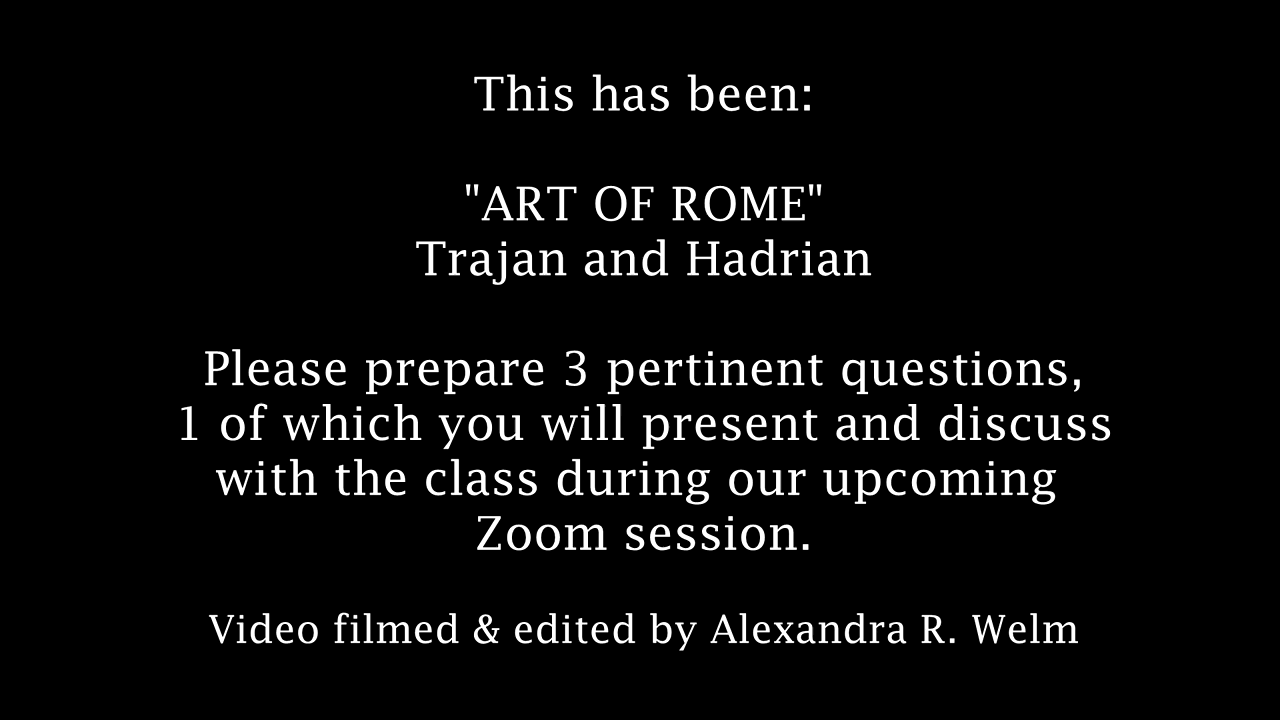 This has been:
"ART OF ROME"
Trajan and Hadrian
Please prepare 3 pertinent questions,
1 of which you will present and discuss
with the class during our upcoming
Zoom session.
Video filmed & edited by Alexandra R. Welm